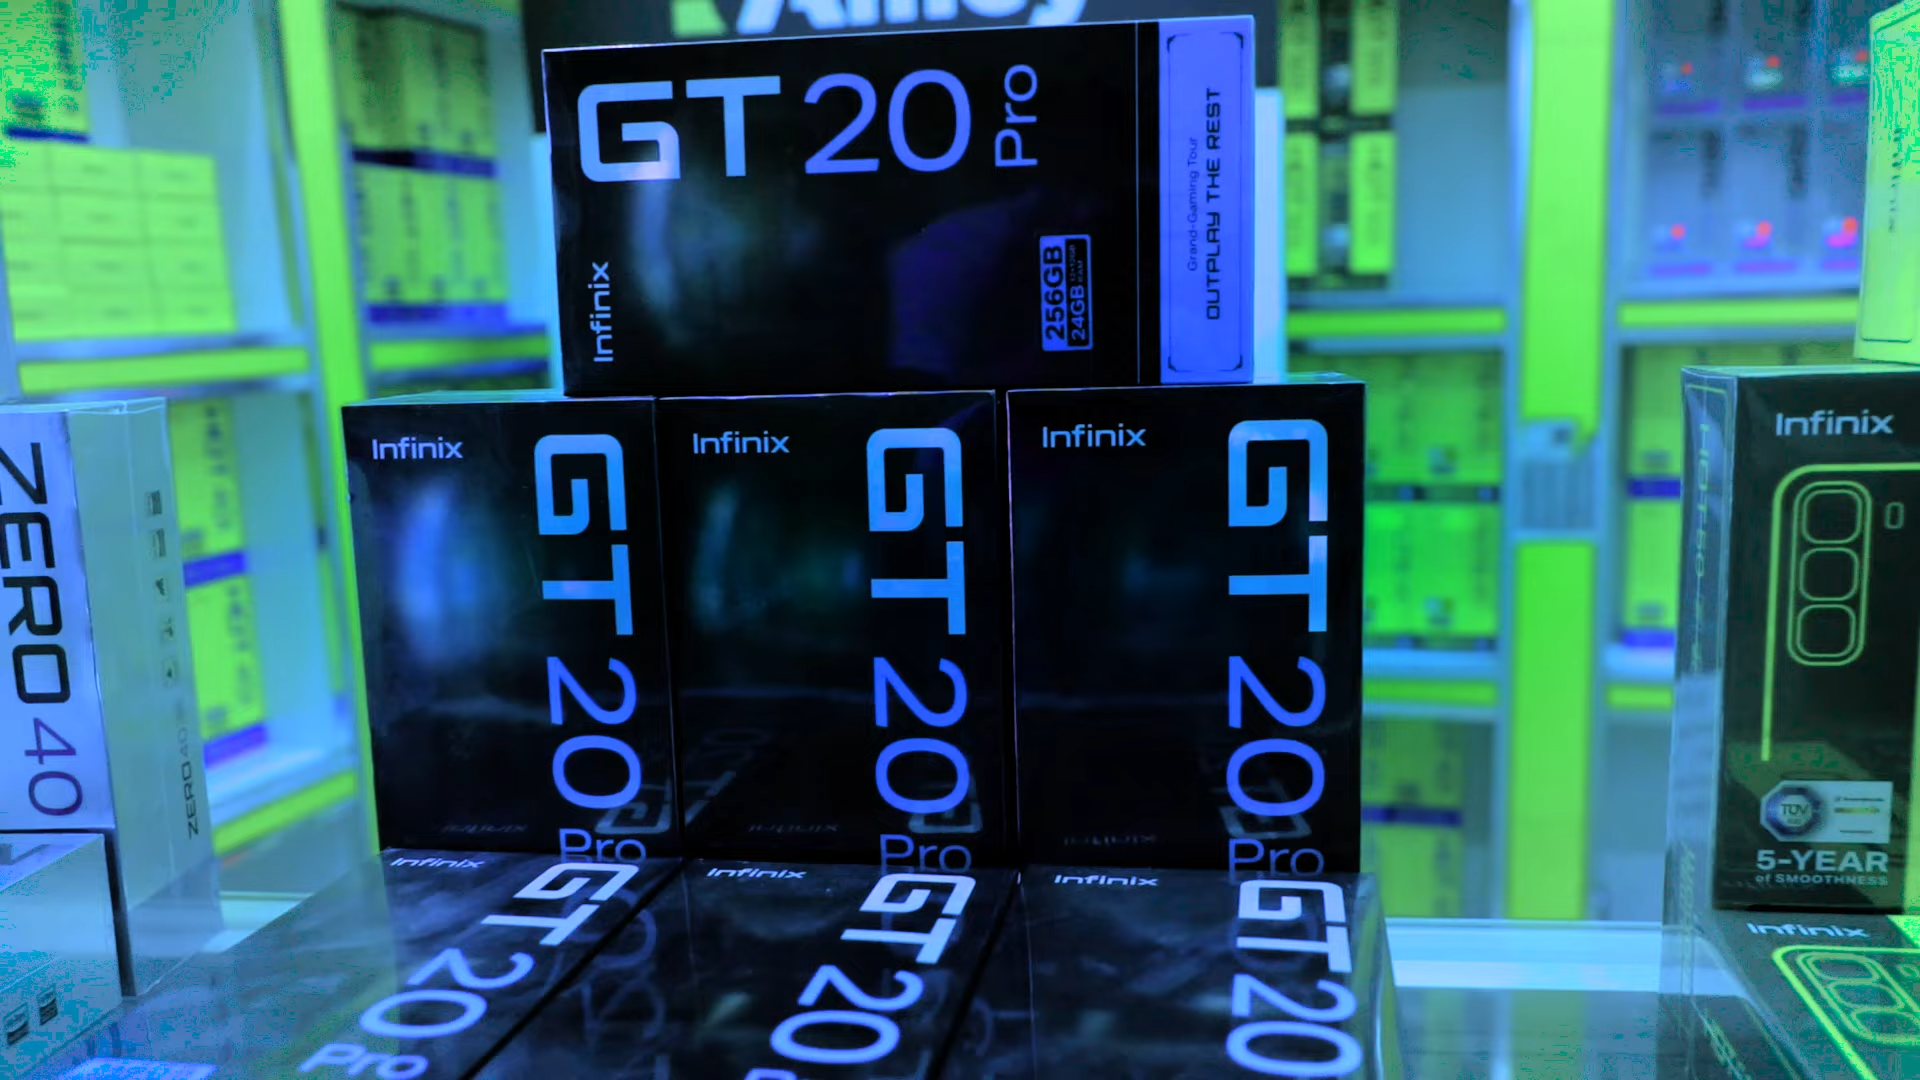 GT 20 Pro
Infinix
256GB
24GB
Grand-Gaming Tour
OUTPLAY THE REST
Infinix
GT 20 Pro
Infinix
GT 20 Pro
Infinix
GT 20 Pro
Infinix
GT 20
Pro
Infinix
GT 20
Infinix
GT 20
ZERO 40
ZERO 40
Infinix
TÜV
5-YEAR
of SMOOTHNESS
Infinix